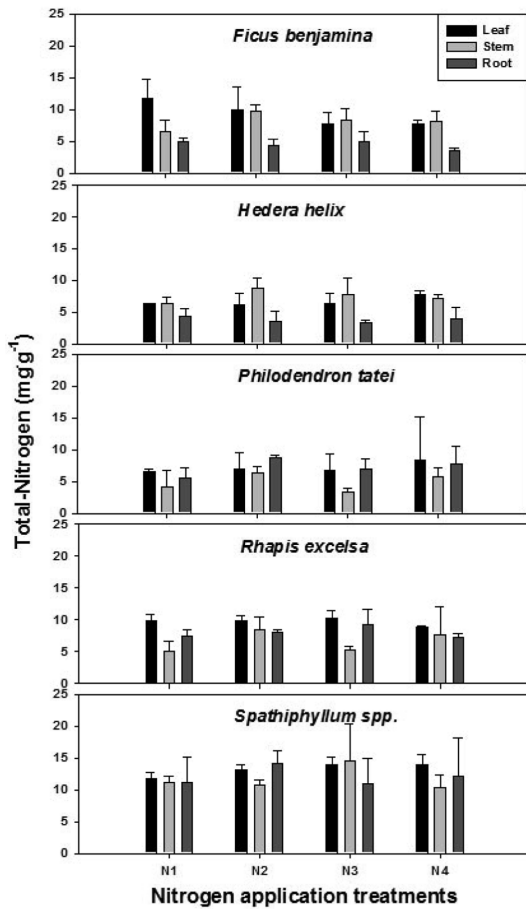 Ficus benjamina
Leaf
Stem
Root
25
20
15
10
5
0
Hedera helix
25
20
15
10
5
0
Philodendron tatei
25
20
15
10
5
0
Rhapis excelsa
25
20
15
10
5
0
Spathiphyllum spp.
25
20
15
10
5
0
Total-Nitrogen (mg·g-1)
N1 N2 N3 N4
Nitrogen application treatments